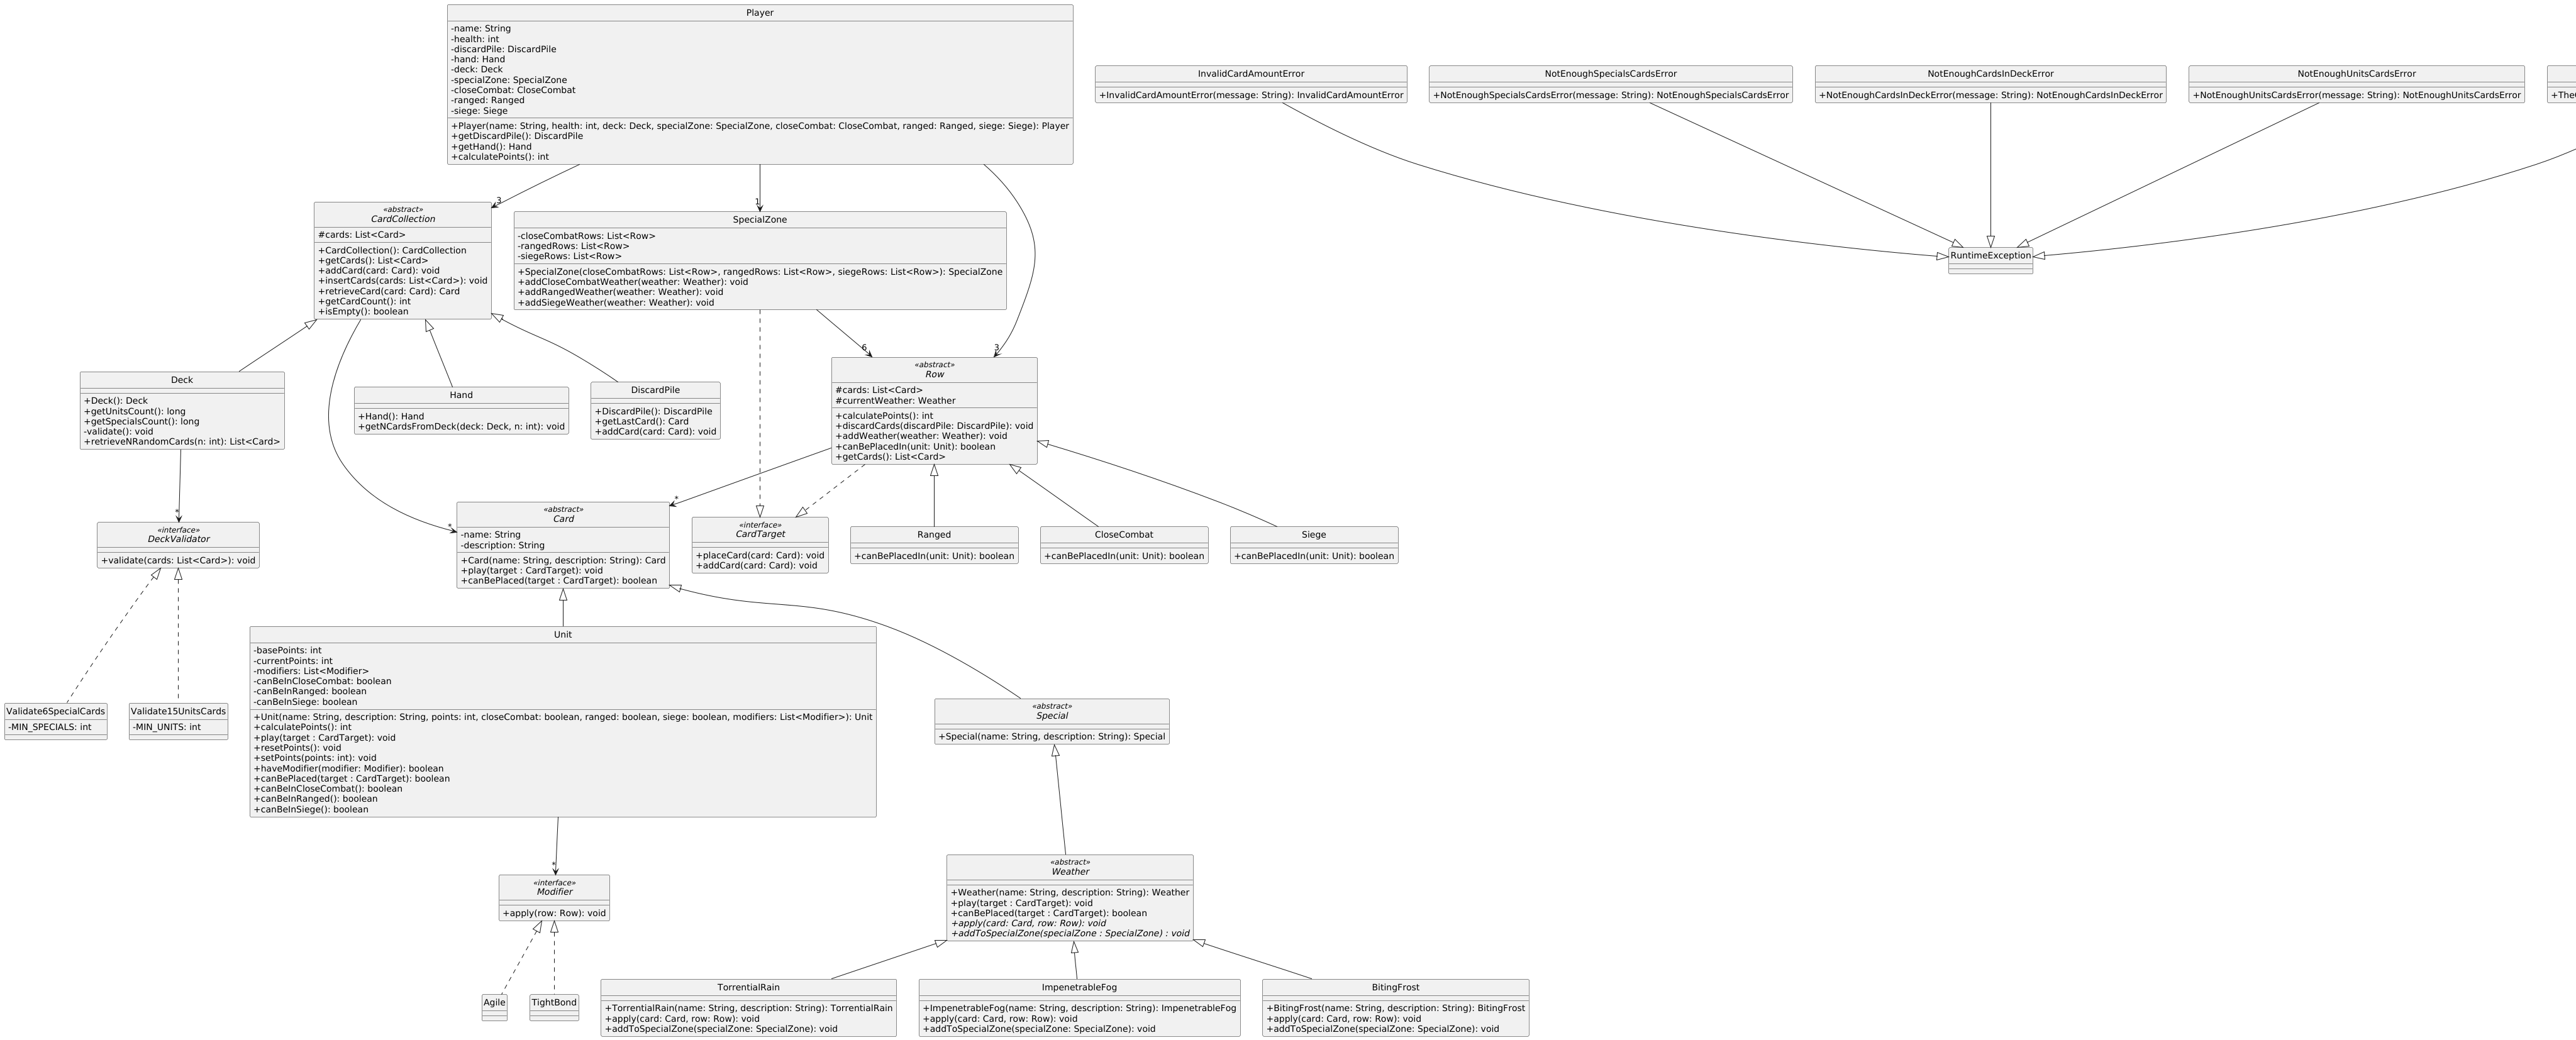 Player
-name: String
-health: int
-discardPile: DiscardPile
-hand: Hand
-deck: Deck
-specialZone: SpecialZone
-closeCombat: CloseCombat
-ranged: Ranged
-siege: Siege
+Player(name: String, health: int, deck: Deck, specialZone: SpecialZone, closeCombat: CloseCombat, ranged: Ranged, siege: Siege): Player
+getDiscardPile(): DiscardPile
+getHand(): Hand
+calculatePoints(): int
InvalidCardAmountError
+InvalidCardAmountError(message: String): InvalidCardAmountError
NotEnoughSpecialsCardsError
+NotEnoughSpecialsCardsError(message: String): NotEnoughSpecialsCardsError
NotEnoughCardsInDeckError
+NotEnoughCardsInDeckError(message: String): NotEnoughCardsInDeckError
NotEnoughUnitsCardsError
+NotEnoughUnitsCardsError(message: String): NotEnoughUnitsCardsError
3
1
«abstract»
CardCollection
#cards: List<Card>
+CardCollection(): CardCollection
+getCards(): List<Card>
+addCard(card: Card): void
+insertCards(cards: List<Card>): void
+retrieveCard(card: Card): Card
+getCardCount(): int
+isEmpty(): boolean
SpecialZone
-closeCombatRows: List<Row>
-rangedRows: List<Row>
-siegeRows: List<Row>
+SpecialZone(closeCombatRows: List<Row>, rangedRows: List<Row>, siegeRows: List<Row>): SpecialZone
+addCloseCombatWeather(weather: Weather): void
+addRangedWeather(weather: Weather): void
+addSiegeWeather(weather: Weather): void
RuntimeException
6
3
Deck
+Deck(): Deck
+getUnitsCount(): long
+getSpecialsCount(): long
-validate(): void
+retrieveNRandomCards(n: int): List<Card>
Hand
+Hand(): Hand
+getNCardsFromDeck(deck: Deck, n: int): void
DiscardPile
+DiscardPile(): DiscardPile
+getLastCard(): Card
+addCard(card: Card): void
«abstract»
Row
#cards: List<Card>
#currentWeather: Weather
+calculatePoints(): int
+discardCards(discardPile: DiscardPile): void
+addWeather(weather: Weather): void
+canBePlacedIn(unit: Unit): boolean
+getCards(): List<Card>
*
*
*
«interface»
DeckValidator
+validate(cards: List<Card>): void
«abstract»
Card
-name: String
-description: String
+Card(name: String, description: String): Card
+play(target : CardTarget): void
+canBePlaced(target : CardTarget): boolean
«interface»
CardTarget
+placeCard(card: Card): void
+addCard(card: Card): void
Ranged
+canBePlacedIn(unit: Unit): boolean
CloseCombat
+canBePlacedIn(unit: Unit): boolean
Siege
+canBePlacedIn(unit: Unit): boolean
Validate6SpecialCards
-MIN_SPECIALS: int
Validate15UnitsCards
-MIN_UNITS: int
Unit
-basePoints: int
-currentPoints: int
-modifiers: List<Modifier>
-canBeInCloseCombat: boolean
-canBeInRanged: boolean
-canBeInSiege: boolean
+Unit(name: String, description: String, points: int, closeCombat: boolean, ranged: boolean, siege: boolean, modifiers: List<Modifier>): Unit
+calculatePoints(): int
+play(target : CardTarget): void
+resetPoints(): void
+setPoints(points: int): void
+haveModifier(modifier: Modifier): boolean
+canBePlaced(target : CardTarget): boolean
+canBeInCloseCombat(): boolean
+canBeInRanged(): boolean
+canBeInSiege(): boolean
«abstract»
Special
+Special(name: String, description: String): Special
*
«interface»
Modifier
+apply(row: Row): void
«abstract»
Weather
+Weather(name: String, description: String): Weather
+play(target : CardTarget): void
+canBePlaced(target : CardTarget): boolean
+apply(card: Card, row: Row): void
+addToSpecialZone(specialZone : SpecialZone) : void
Agile
TightBond
TorrentialRain
+TorrentialRain(name: String, description: String): TorrentialRain
+apply(card: Card, row: Row): void
+addToSpecialZone(specialZone: SpecialZone): void
ImpenetrableFog
+ImpenetrableFog(name: String, description: String): ImpenetrableFog
+apply(card: Card, row: Row): void
+addToSpecialZone(specialZone: SpecialZone): void
BitingFrost
+BitingFrost(name: String, description: String): BitingFrost
+apply(card: Card, row: Row): void
+addToSpecialZone(specialZone: SpecialZone): void